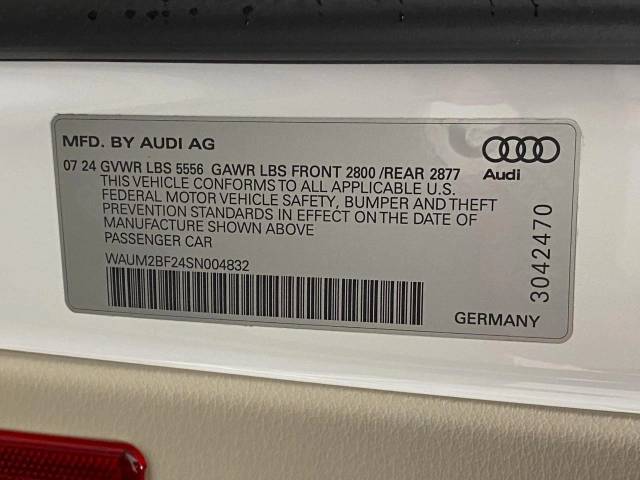 MFD. BY AUDI AG
07 24 GVWR LBS 5556 GAWR LBS FRONT 2800 /REAR 2877
THIS VEHICLE CONFORMS TO ALL APPLICABLE U.S.
FEDERAL MOTOR VEHICLE SAFETY, BUMPER AND THEFT
PREVENTION STANDARDS IN EFFECT ON THE DATE OF
MANUFACTURE SHOWN ABOVE
PASSENGER CAR
WAUM2BF24SN004832
Audi
3042470
GERMANY